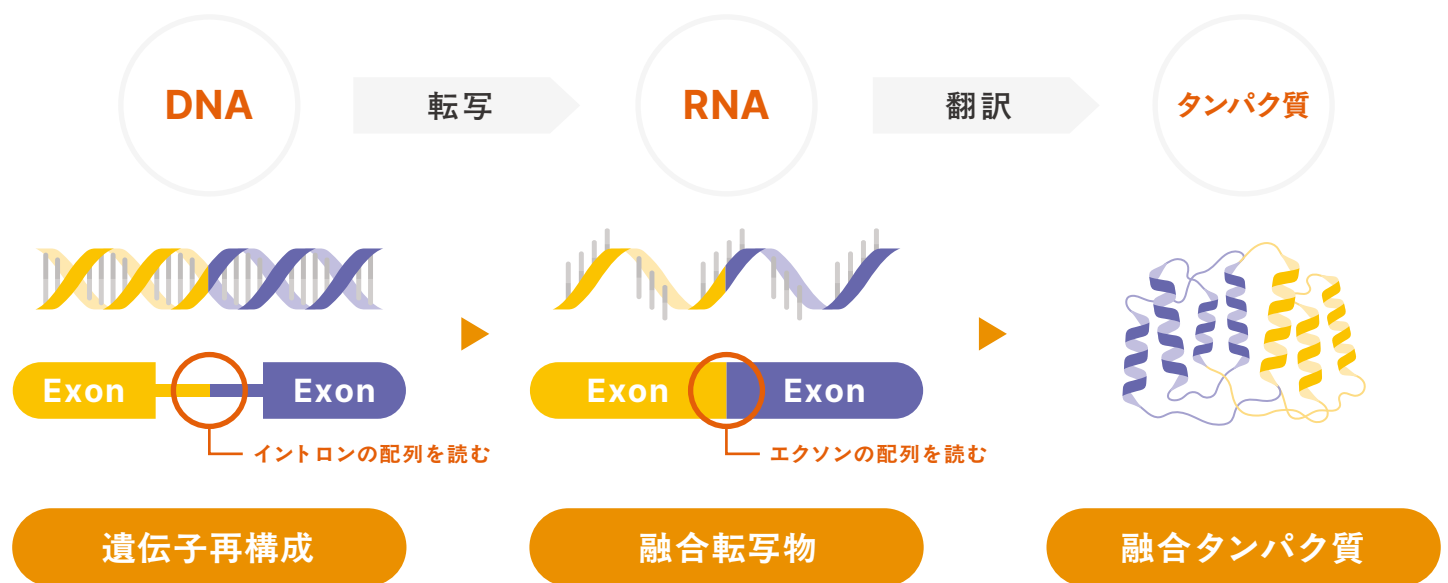 DNA
転写
RNA
翻訳
タンパク質
Exon
Exon
イントロンの配列を読む
Exon
Exon
エクソンの配列を読む
遺伝子再構成
融合転写物
融合タンパク質